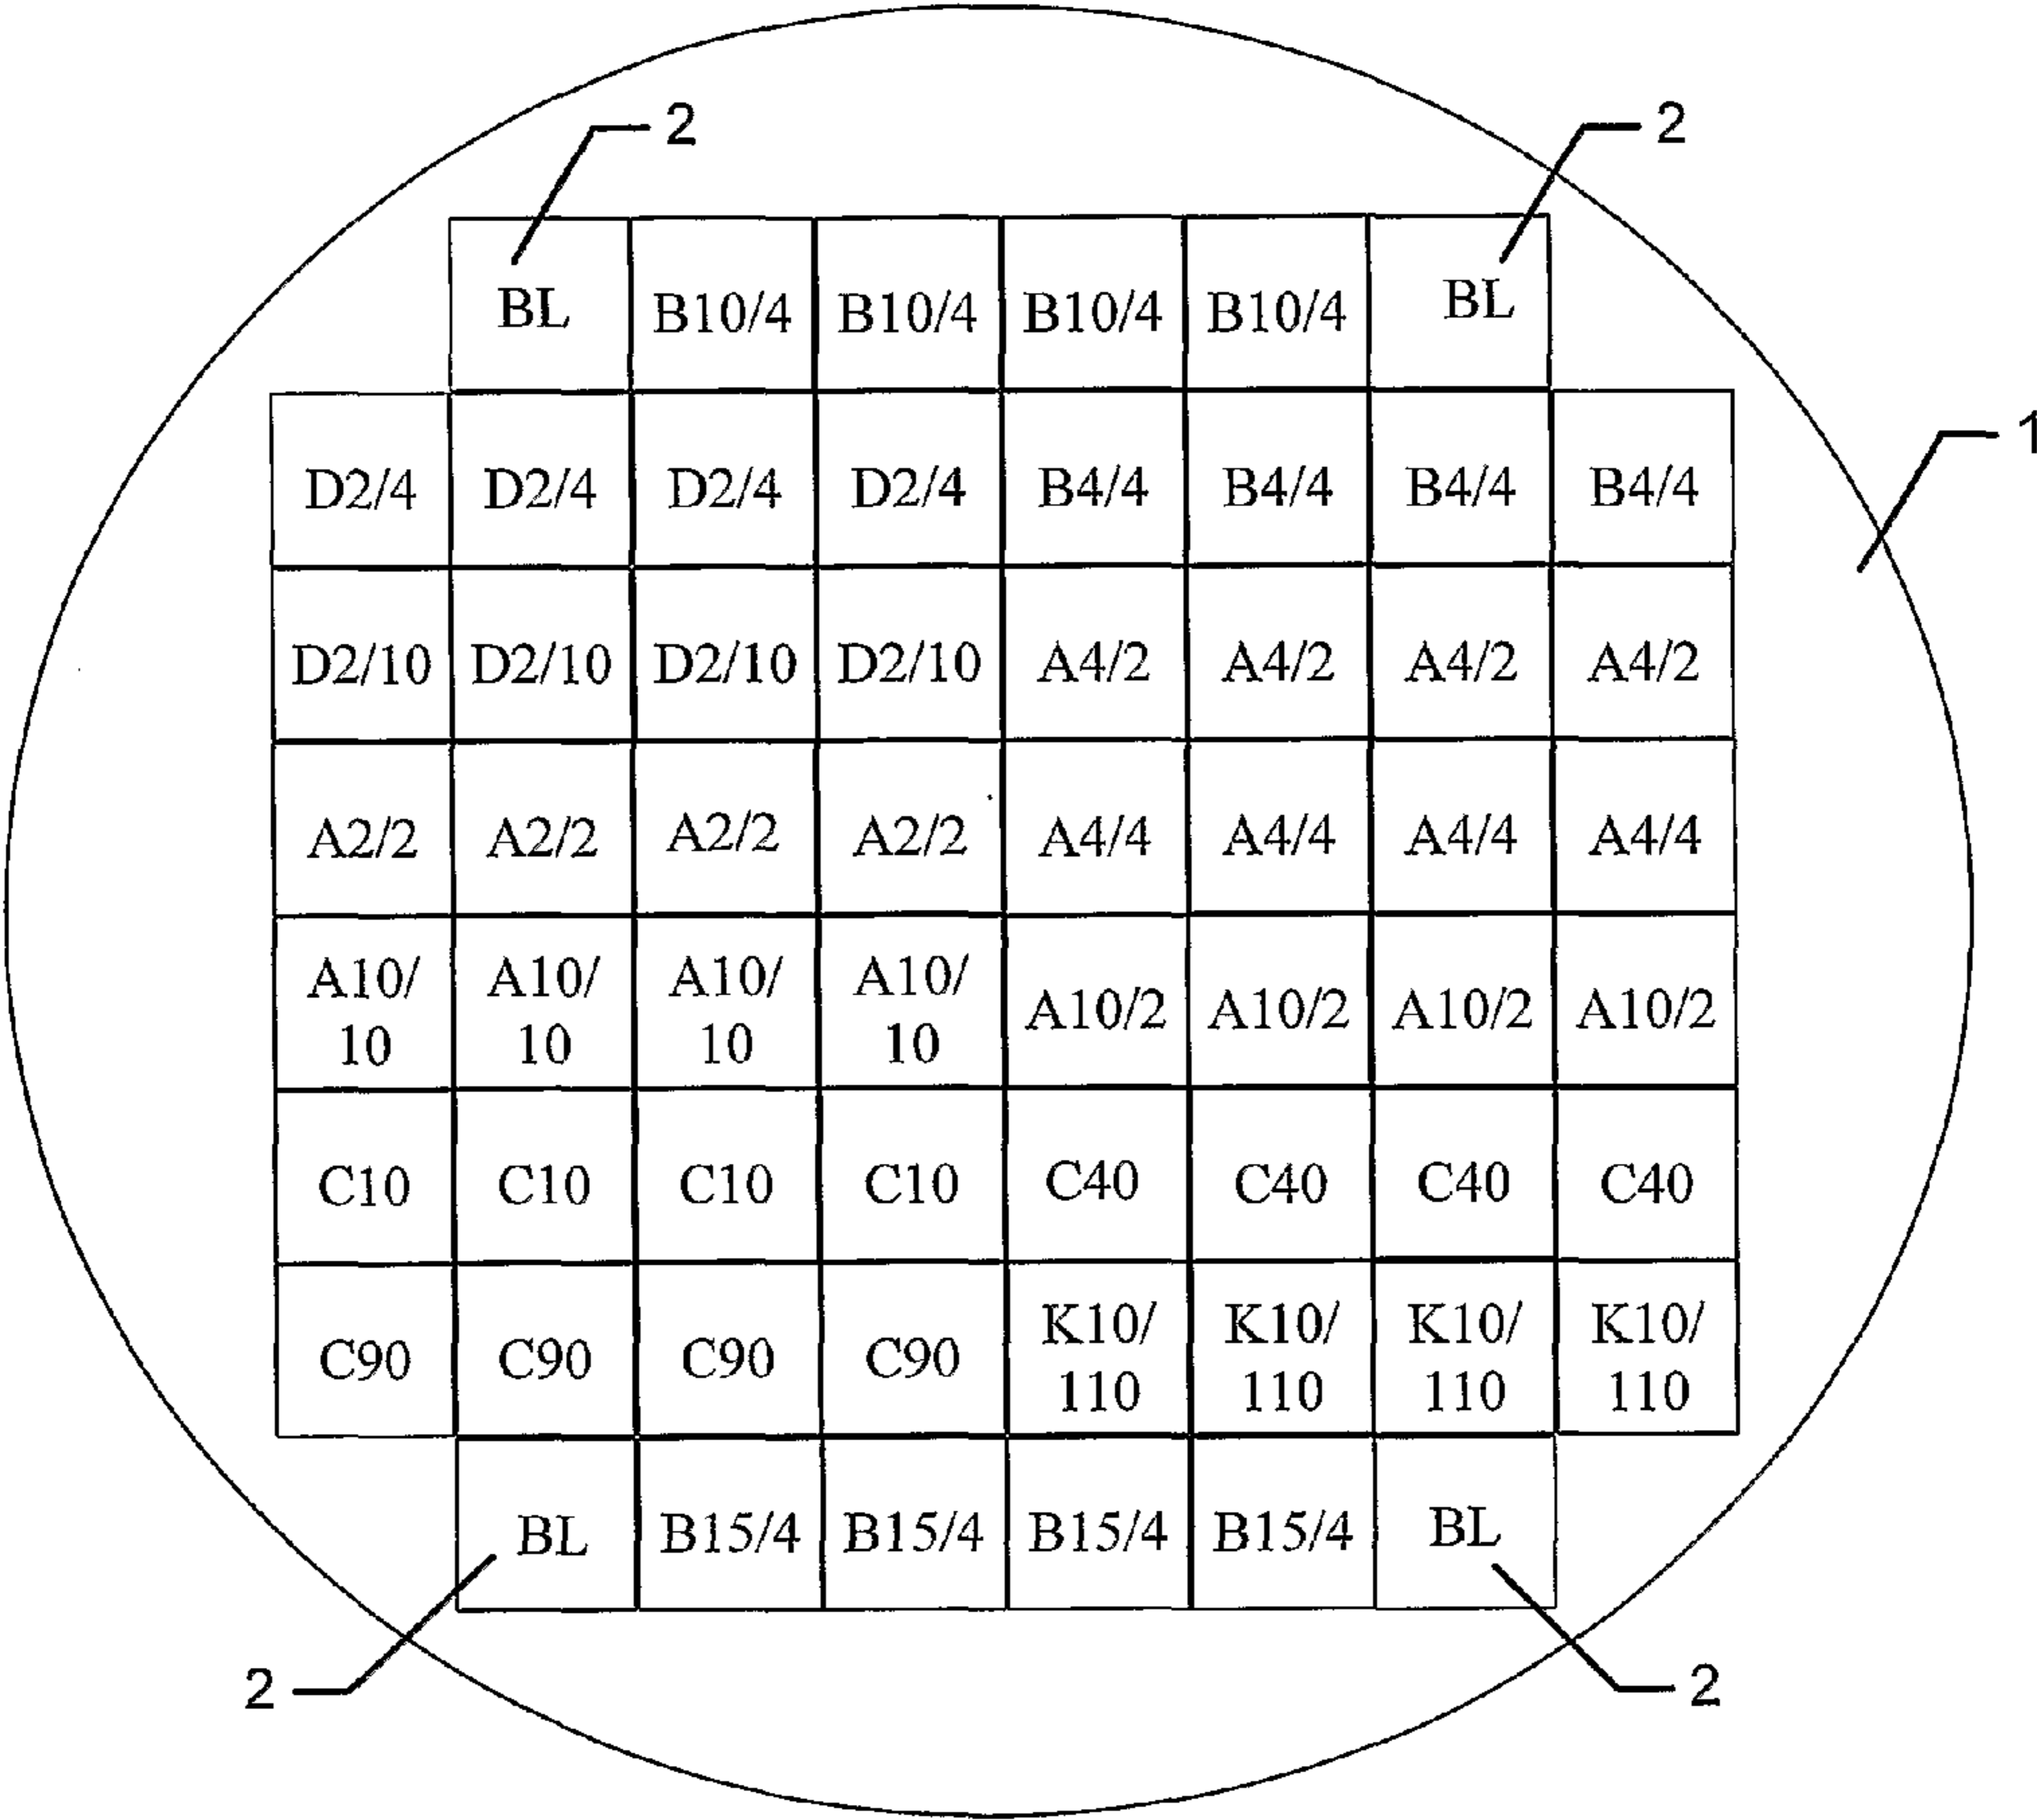 2 2
BL B10/4 B10/4 B10/4 B10/4 BL
1
D2/4 D2/4 D2/4 D2/4 B4/4 B4/4 B4/4 B4/4
D2/10 D2/10 D2/10 D2/10 A4/2 A4/2 A4/2 A4/2
A2/2 A2/2 A2/2 A2/2 A4/4 A4/4 A4/4 A4/4
A10/ A10/ A10/ A10/
10 10 10 10 A10/2 A10/2 A10/2 A10/2
C10 C10 C10 C10 C40 C40 C40 C40
C90 C90 C90 C90 K10/ K10/ K10/ K10/
110 110 110 110
BL B15/4 B15/4 B15/4 B15/4 BL
2 2